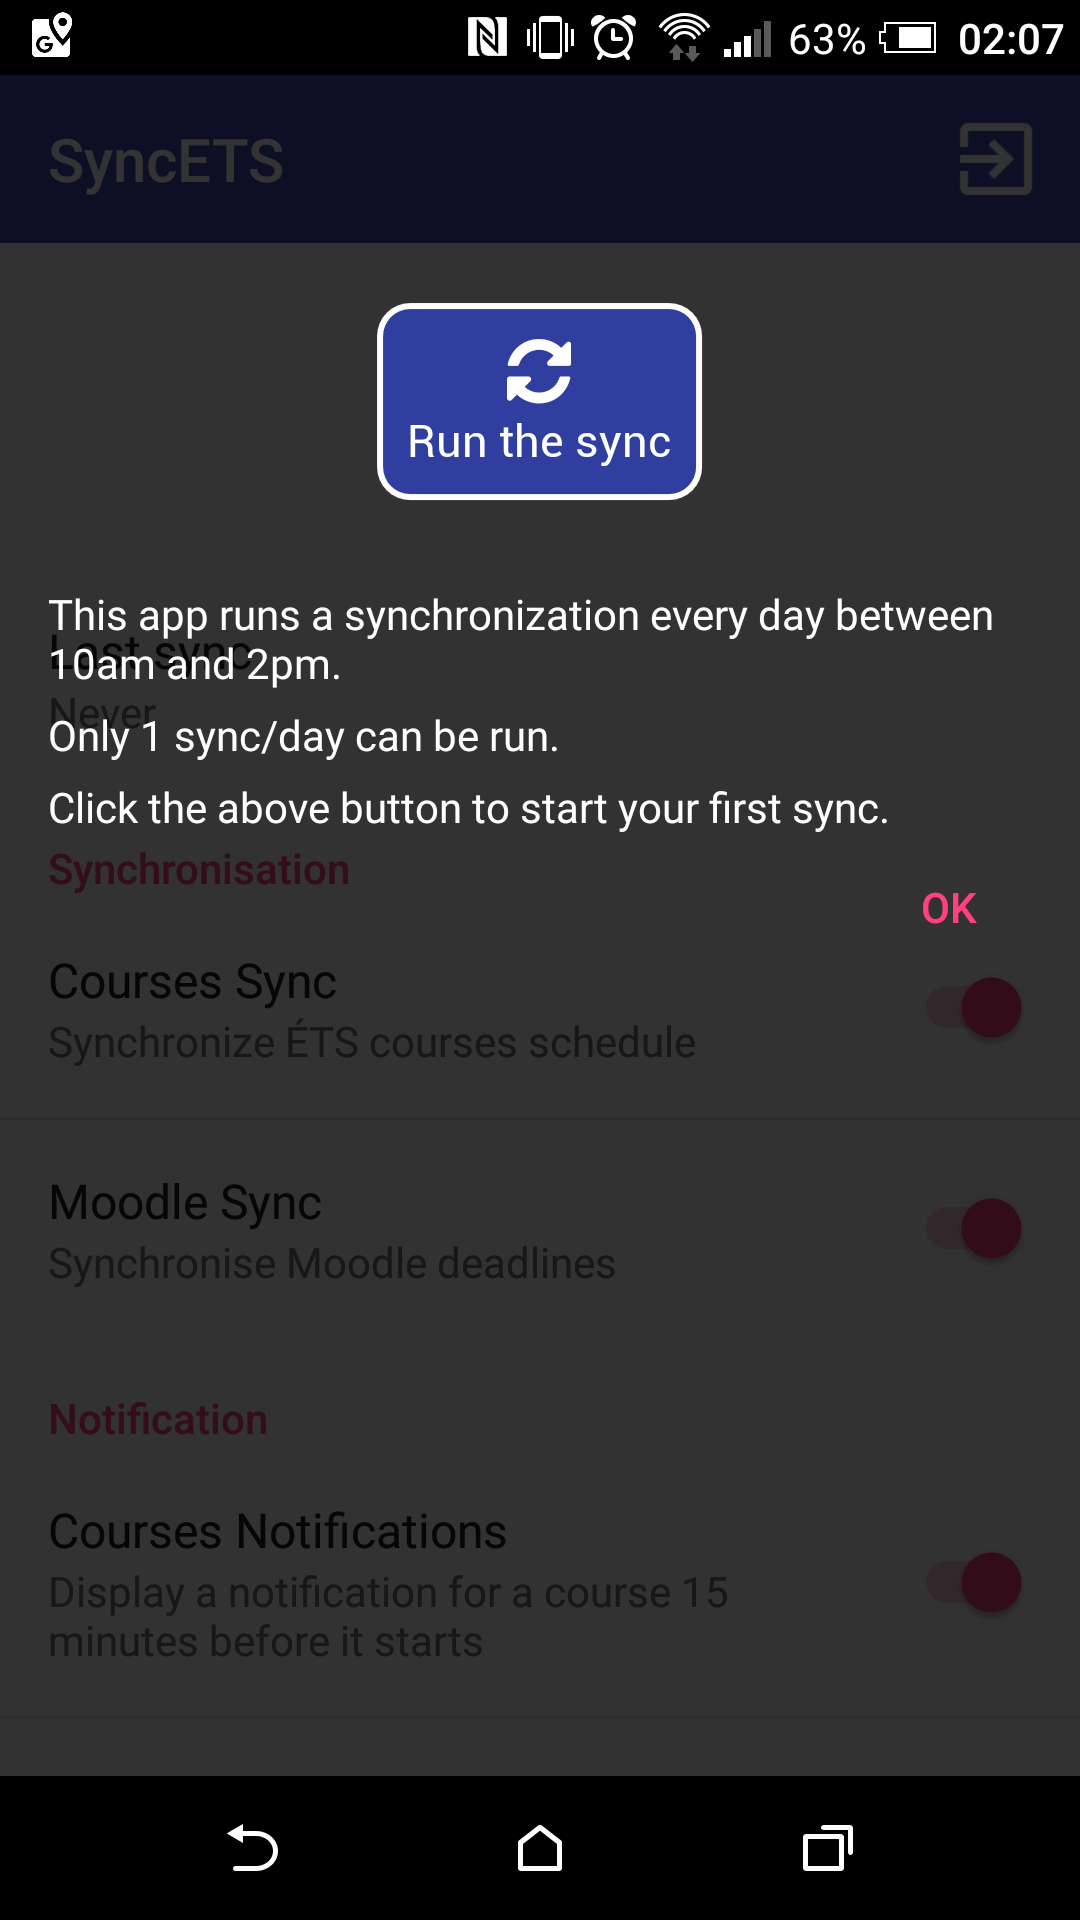 63% 02:07
SyncETS
Run the sync
This app runs a synchronization every day between
10am and 2pm.
Last sync
Never
Only 1 sync/day can be run.
Click the above button to start your first sync.
Synchronisation
OK
Courses Sync
Synchronize ÉTS courses schedule
Moodle Sync
Synchronise Moodle deadlines
Notification
Courses Notifications
Display a notification for a course 15
minutes before it starts